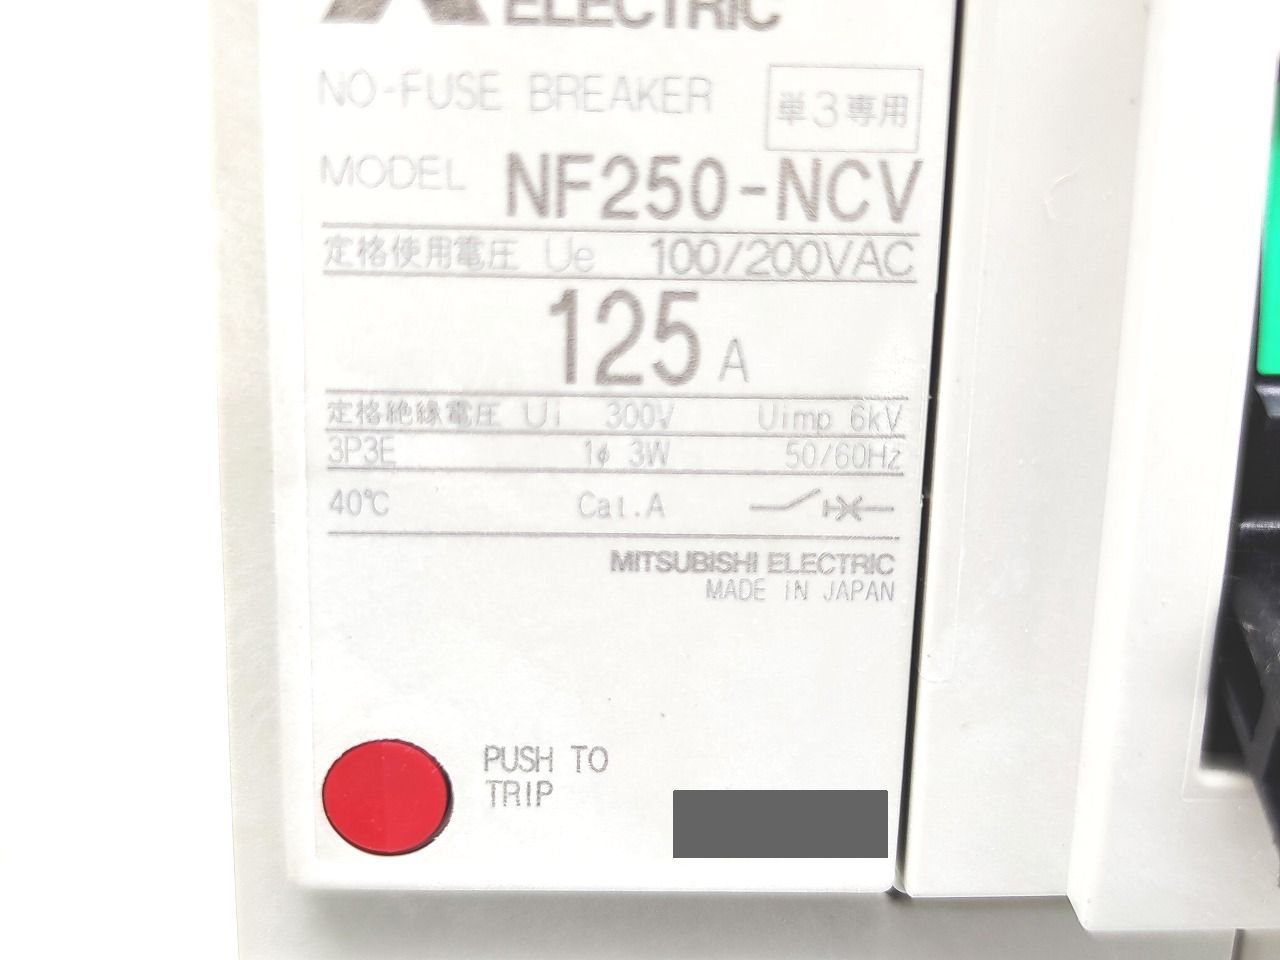 ELECTRIC
NO-FUSE BREAKER 単3専用
MODEL NF250-NCV
定格使用電圧 Ue 100/200VAC
125 A
定格絶縁電圧 Ui 300V Uimp 6kV
3P3E 1ϕ 3W 50/60Hz
40℃ Cat.A
MITSUBISHI ELECTRIC
MADE IN JAPAN
PUSH TO
TRIP